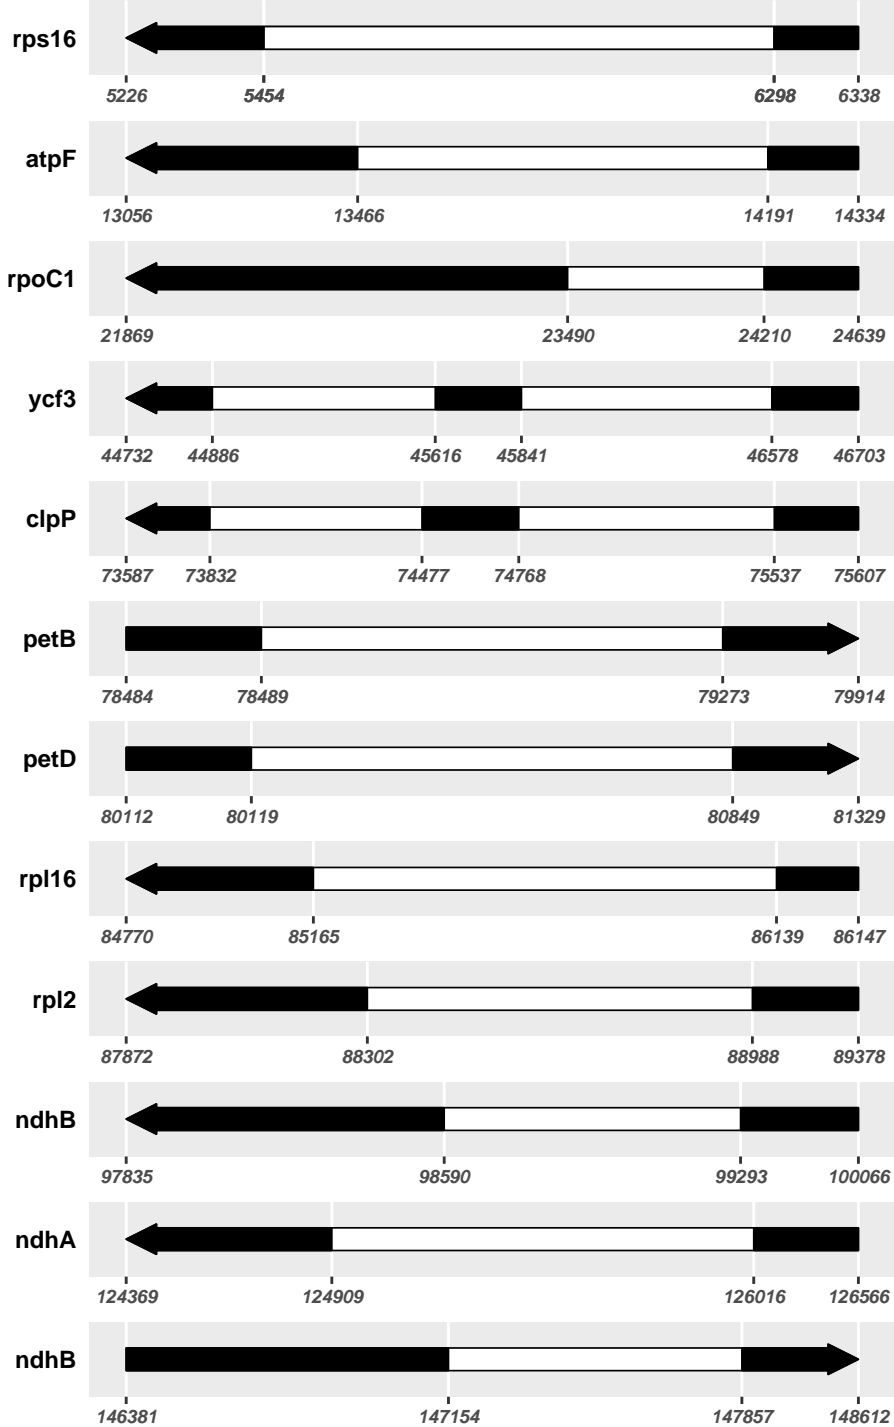 rps16
5226 5454 6298 6338
atpF
13056 13466 14191 14334
rpoC1
21869 23490 24210 24639
ycf3
44732 44886 45616 45841 46578 46703
clpP
73587 73832 74477 74768 75537 75607
petB
78484 78489 79273 79914
petD
80112 80119 80849 81329
rpl16
84770 85165 86139 86147
rpl2
87872 88302 88988 89378
ndhB
97835 98590 99293 100066
ndhA
124369 124909 126016 126566
ndhB
146381 147154 147857 148612